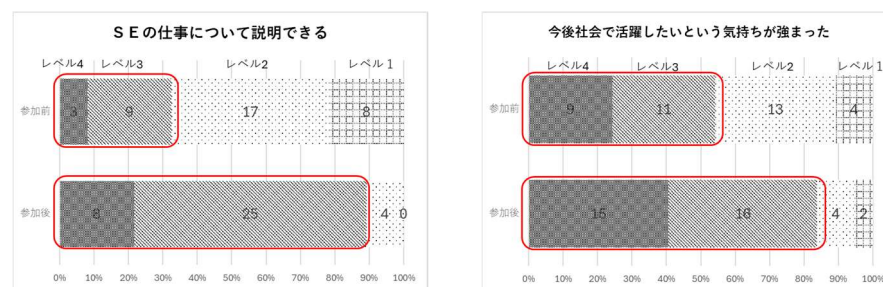 ＳＥの仕事について説明できる
レベル4 レベル3 レベル2 レベル１
参加前 3 9 17 8
参加後 8 25 4 0
0% 10% 20% 30% 40% 50% 60% 70% 80% 90% 100%
今後社会で活躍したいという気持ちが強まった
レベル4 レベル3 レベル2 レベル１
参加前 9 11 13 4
参加後 15 16 4 2
0% 10% 20% 30% 40% 50% 60% 70% 80% 90% 100%